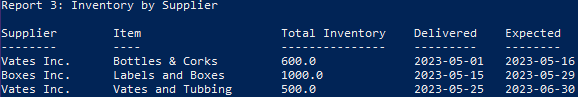 Report 3: Inventory by Supplier
Supplier Item Total Inventory Delivered Expected
-------- ---- --------------- --------- --------
Vates Inc. Bottles & Corks 600.0 2023-05-01 2023-05-16
Boxes Inc. Labels and Boxes 1000.0 2023-05-15 2023-05-29
Vates Inc. Vates and Tubbing 500.0 2023-05-25 2023-06-30